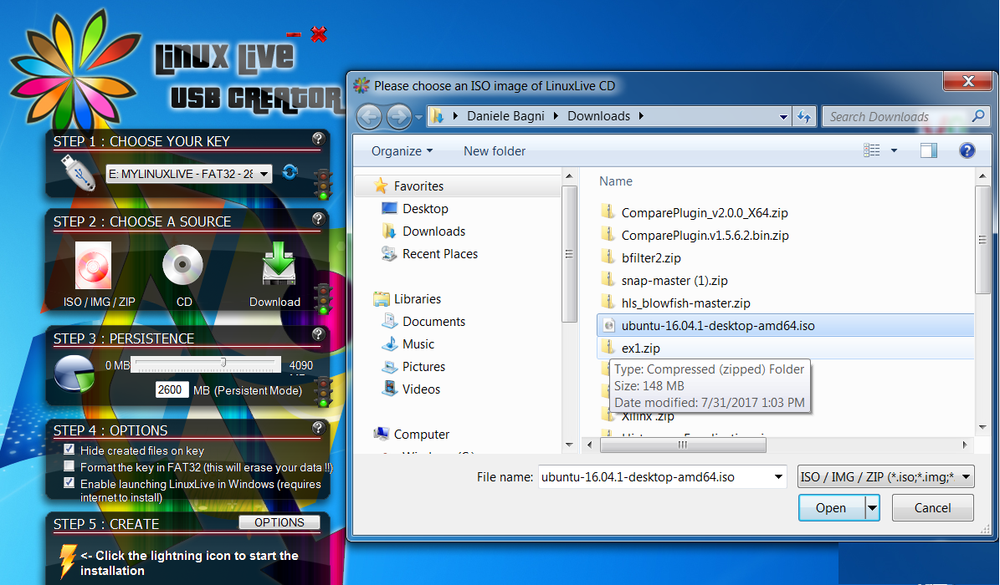 Linux Live
USB Creator
STEP 1 : CHOOSE YOUR KEY
?
E: MYLINUXLIVE - FAT32 - 28
STEP 2 : CHOOSE A SOURCE
?
ISO / IMG / ZIP
CD
Download
STEP 3 : PERSISTENCE
?
0 MB
4090
2600 MB (Persistent Mode)
STEP 4 : OPTIONS
?
Hide created files on key
Format the key in FAT32 (this will erase your data !!)
Enable launching LinuxLive in Windows (requires
internet to install)
STEP 5 : CREATE
OPTIONS
<- Click the lightning icon to start the
installation
Please choose an ISO image of LinuxLive CD
Daniele Bagni
Downloads
Search Downloads
Organize
New folder
?
Favorites
Desktop
Downloads
Recent Places
Libraries
Documents
Music
Pictures
Videos
Computer
Name
ComparePlugin_v2.0.0_X64.zip
ComparePlugin.v1.5.6.2.bin.zip
bfilter2.zip
snap-master (1).zip
hls_blowfish-master.zip
ubuntu-16.04.1-desktop-amd64.iso
ex1.zip
Type: Compressed (zipped) Folder
Size: 148 MB
Date modified: 7/31/2017 1:03 PM
Xilinx .zip
File name:
ubuntu-16.04.1-desktop-amd64.iso
ISO / IMG / ZIP (*.iso;*.img;*
Open
Cancel